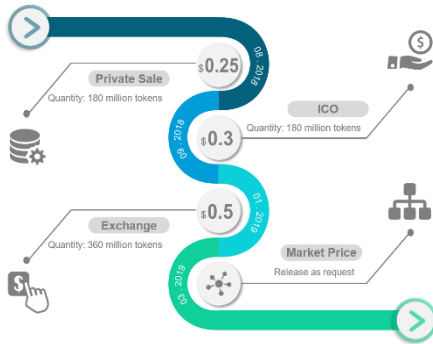 $0.25
08 - 2018
Private Sale
Quantity: 180 million tokens
$
ICO
Quantity: 180 million tokens
$0.3
09 - 2018
$0.5
01 - 2019
Exchange
Quantity: 360 million tokens
$
Market Price
Release as request
03 - 2019